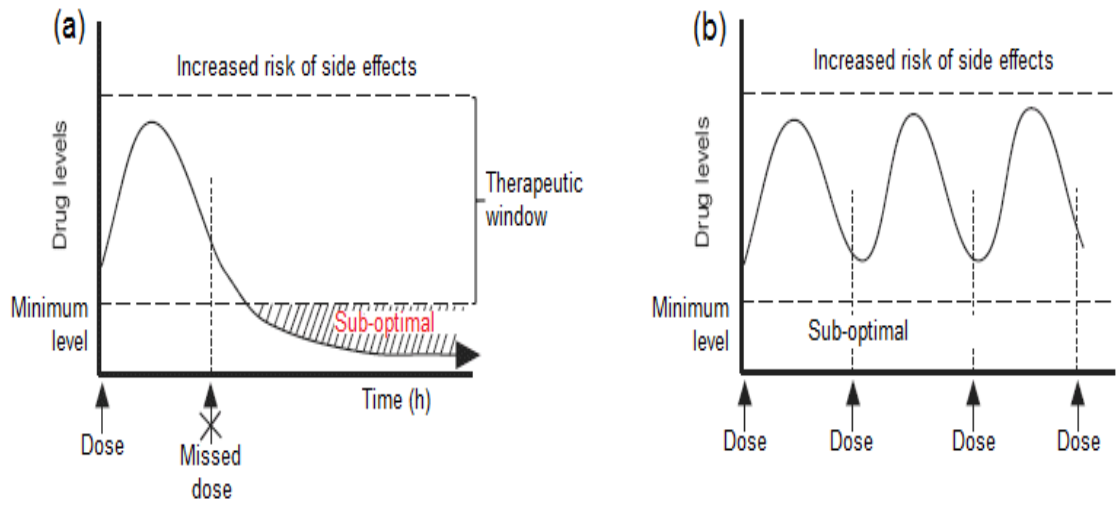 (a)
Increased risk of side effects
Drug levels
Therapeutic
window
Minimum
level
Sub-optimal
Time (h)
Dose
Missed
dose
(b)
Increased risk of side effects
Drug levels
Minimum
level
Sub-optimal
Dose
Dose
Dose
Dose